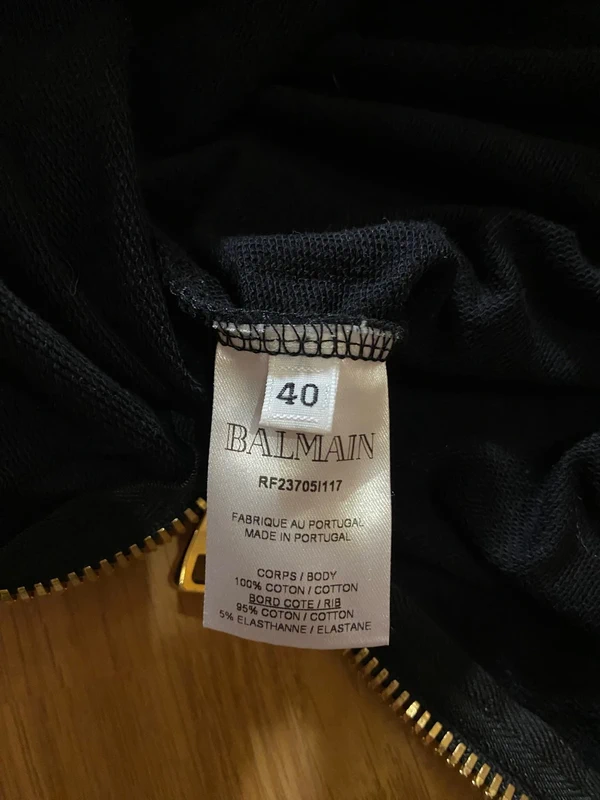 40
BALMAIN
RF23705I117
FABRIQUE AU PORTUGAL
MADE IN PORTUGAL
CORPS / BODY
100% COTON / COTTON
BORD COTE / RIB
95% COTON / COTTON
5% ELASTHANNE / ELASTANE